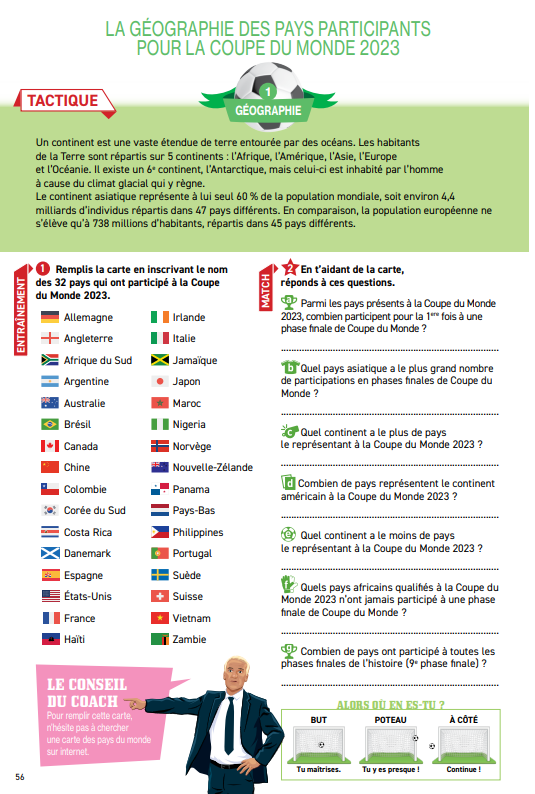 LA GÉOGRAPHIE DES PAYS PARTICIPANTS
POUR LA COUPE DU MONDE 2023
TACTIQUE
1
GÉOGRAPHIE
Un continent est une vaste étendue de terre entourée par des océans. Les habitants
de la Terre sont répartis sur 5 continents : l'Afrique, l'Amérique, l'Asie, l'Europe
et l'Océanie. Il existe un 6e continent, l'Antarctique, mais celui-ci est inhabité par l'homme
à cause du climat glacial qui y règne.
Le continent asiatique représente à lui seul 60 % de la population mondiale, soit environ 4,4
milliards d'individus répartis dans 47 pays différents. En comparaison, la population européenne ne
s'élève qu'à 738 millions d'habitants, répartis dans 45 pays différents.
ENTRAÎNEMENT
1 Remplis la carte en inscrivant le nom
des 32 pays qui ont participé à la Coupe
du Monde 2023.
Allemagne
Angleterre
Afrique du Sud
Argentine
Australie
Brésil
Canada
Chine
Colombie
Corée du Sud
Costa Rica
Danemark
Espagne
États-Unis
France
Haïti
Irlande
Italie
Jamaïque
Japon
Maroc
Nigeria
Norvège
Nouvelle-Zélande
Panama
Pays-Bas
Philippines
Portugal
Suède
Suisse
Vietnam
Zambie
LE CONSEIL
DU COACH
Pour remplir cette carte,
n'hésite pas à chercher
une carte des pays du monde
sur internet.
MATCH
2 En t'aidant de la carte,
réponds à ces questions.
a Parmi les pays présents à la Coupe du Monde
2023, combien participent pour la 1ère fois à une
phase finale de Coupe du Monde ?
b Quel pays asiatique a le plus grand nombre
de participations en phases finales de Coupe du
Monde ?
c Quel continent a le plus de pays
le représentant à la Coupe du Monde 2023 ?
d Combien de pays représentent le continent
américain à la Coupe du Monde 2023 ?
e Quel continent a le moins de pays
le représentant à la Coupe du Monde 2023 ?
f Quels pays africains qualifiés à la Coupe du
Monde 2023 n'ont jamais participé à une phase
finale de Coupe du Monde ?
g Combien de pays ont participé à toutes les
phases finales de l'histoire (9e phase finale) ?
ALORS OÙ EN ES-TU ?
BUT
POTEAU
À CÔTÉ
Tu maîtrises.
Tu y es presque !
Continue !
56